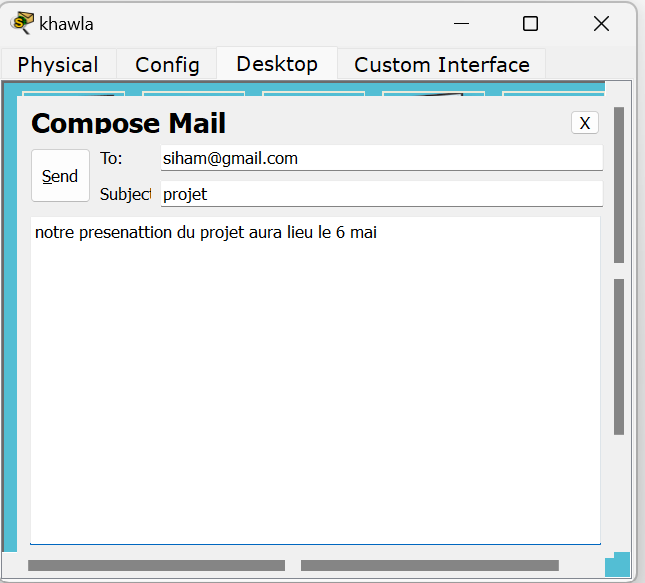 khawla
Physical Config Desktop Custom Interface
Compose Mail
X
Send
To: siham@gmail.com
Subject projet
notre presenattion du projet aura lieu le 6 mai